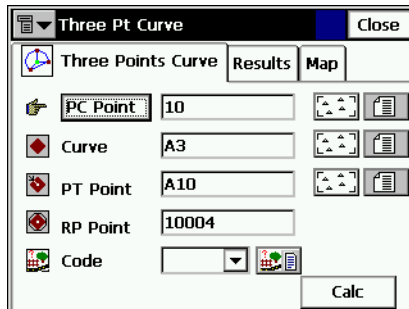 Three Pt Curve Close
Three Points Curve Results Map
PC Point 10
Curve A3
PT Point A10
RP Point 10004
Code
Calc